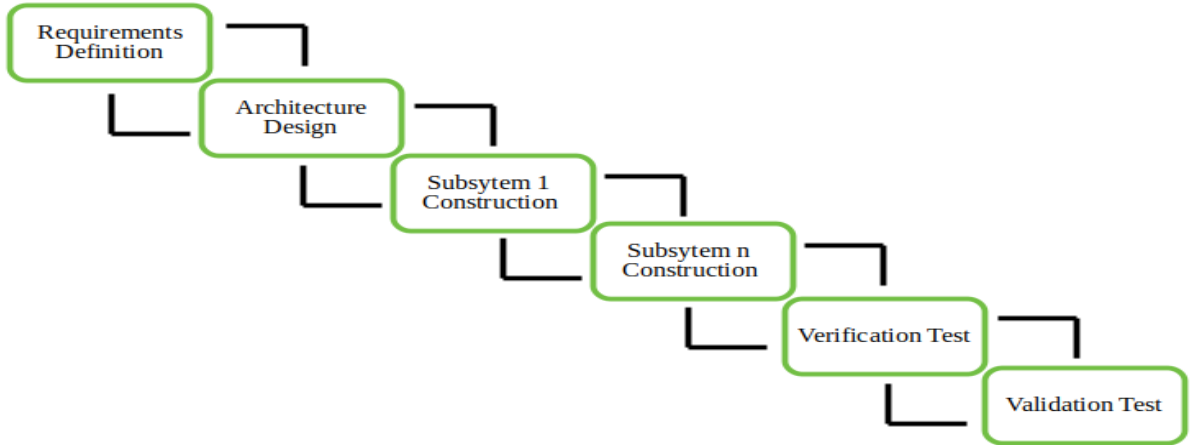 Requirements
Definition
Architecture
Design
Subsytem 1
Construction
Subsytem n
Construction
Verification Test
Validation Test